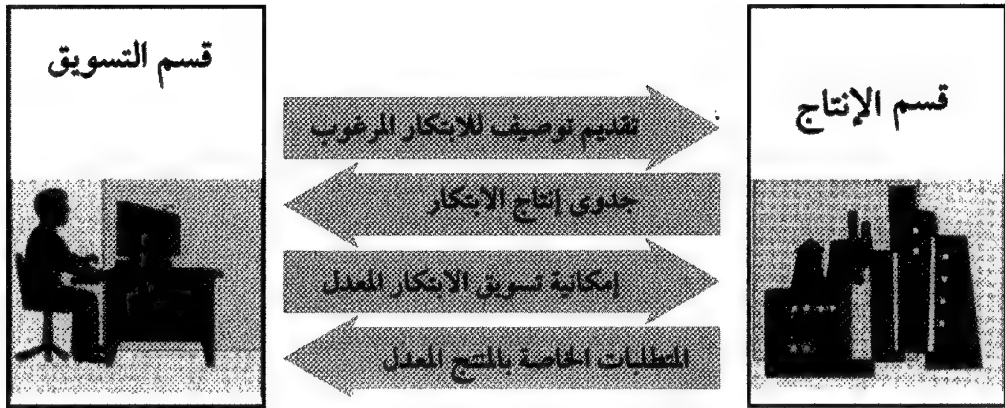 قسم التسويق
قسم الإنتاج
تقديم توصيف للابتكار المرغوب
جدوى إنتاج الابتكار
إمكانية تسويق الابتكار المعدل
المتطلبات الخاصة بالمنتج المعدل